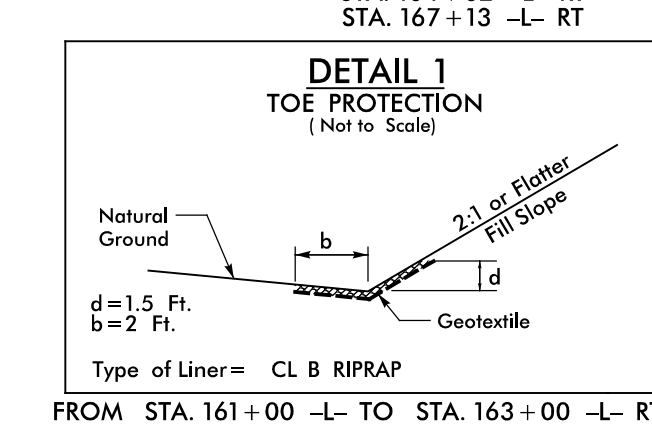 STA. 167+13 –L– RT
DETAIL 1
TOE PROTECTION
( Not to Scale)
2:1 or Flatter
Fill Slope
Natural
Ground
b
d
d=1.5 Ft.
b=2 Ft.
Geotextile
Type of Liner= CL B RIPRAP
FROM STA. 161+00 –L– TO STA. 163+00 –L–